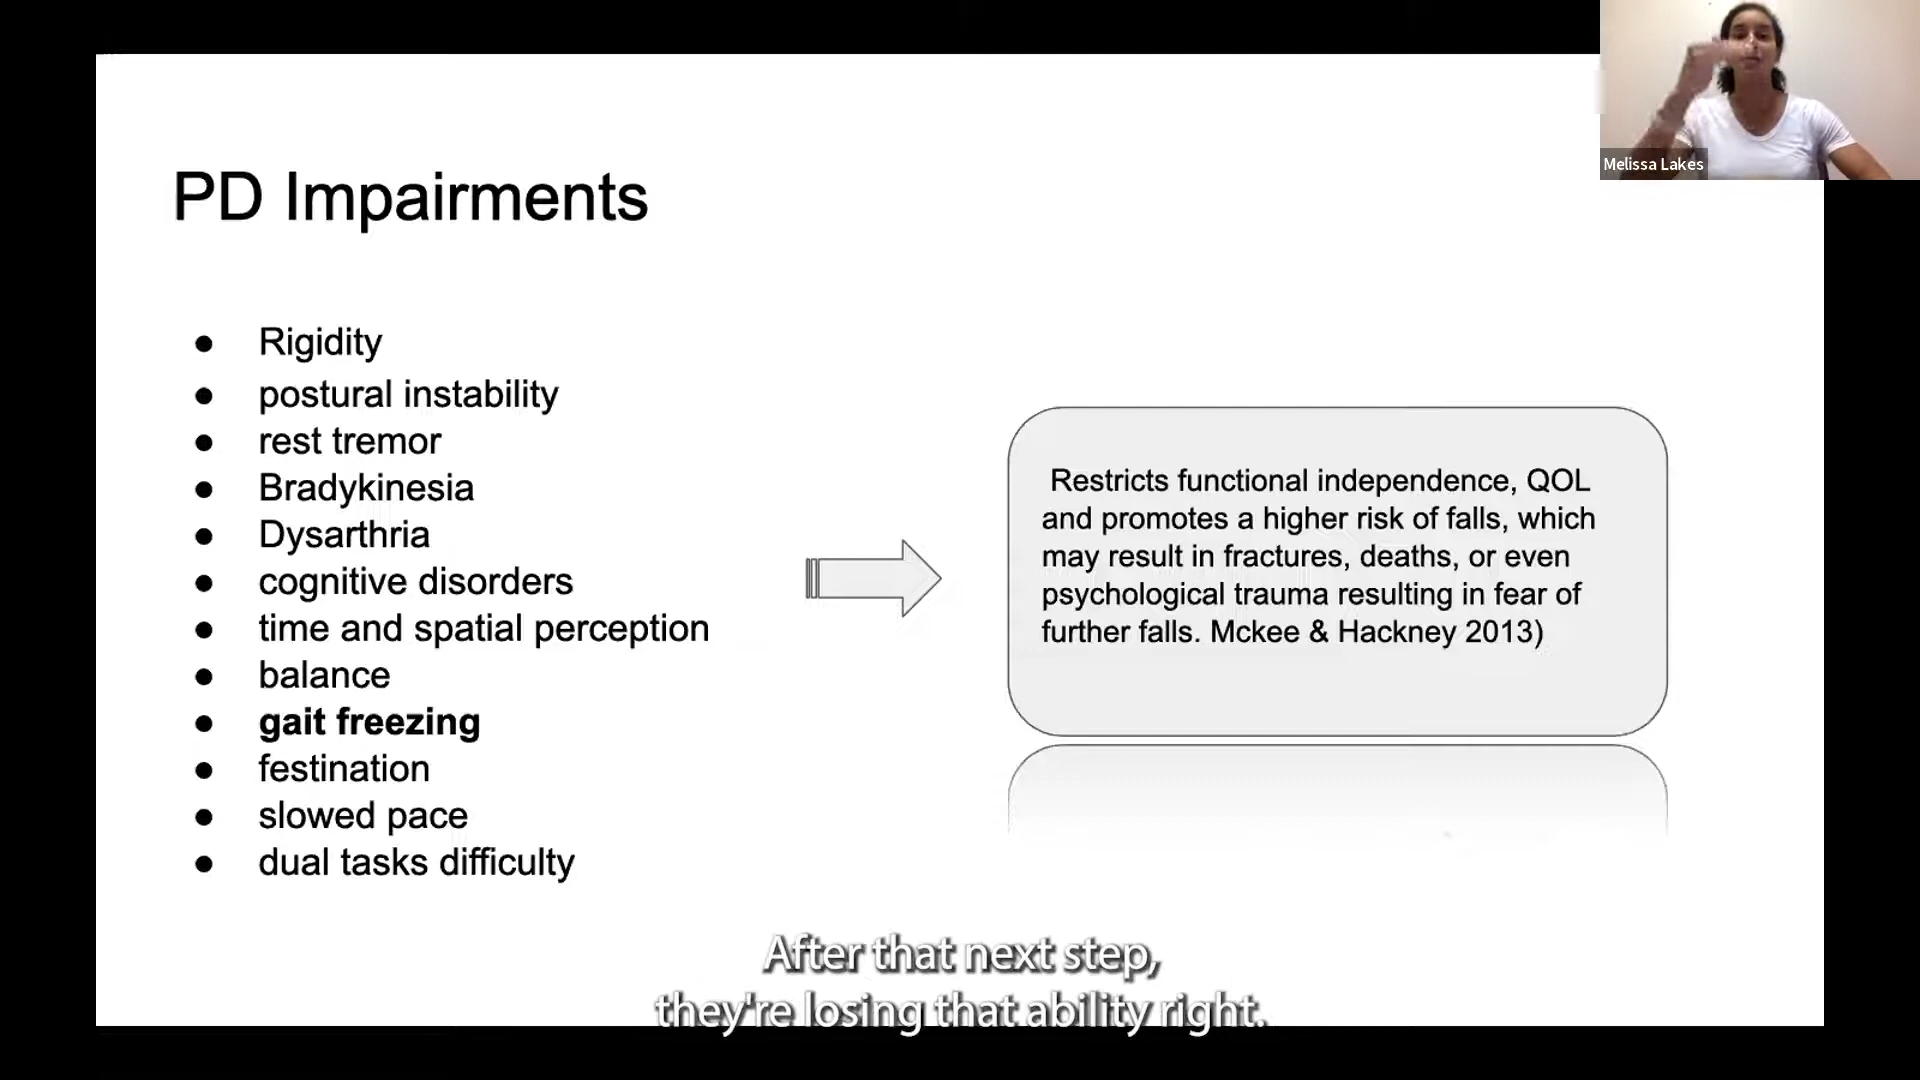 Melissa Lakes
PD Impairments
● Rigidity
● postural instability
● rest tremor
● Bradykinesia
● Dysarthria
● cognitive disorders
● time and spatial perception
● balance
● gait freezing
● festination
● slowed pace
● dual tasks difficulty
Restricts functional independence, QOL
and promotes a higher risk of falls, which
may result in fractures, deaths, or even
psychological trauma resulting in fear of
further falls. Mckee & Hackney 2013)
After that next step,
they're losing that ability right.